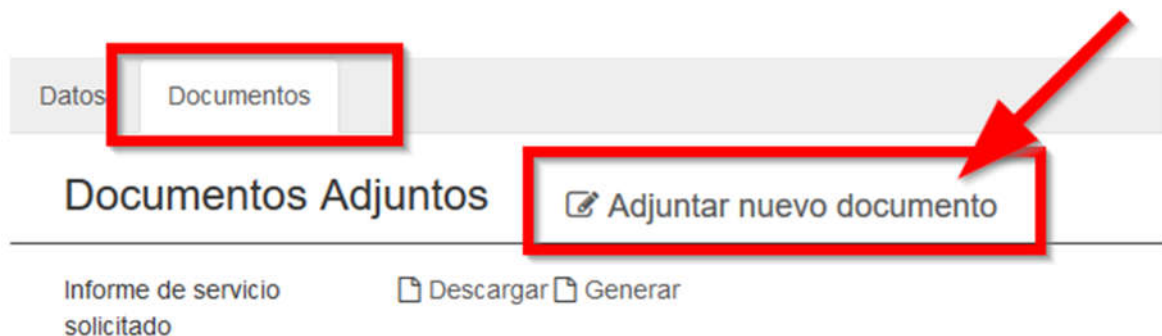 Datos Documentos
Documentos Adjuntos Adjuntar nuevo documento
Informe de servicio Descargar Generar
solicitado